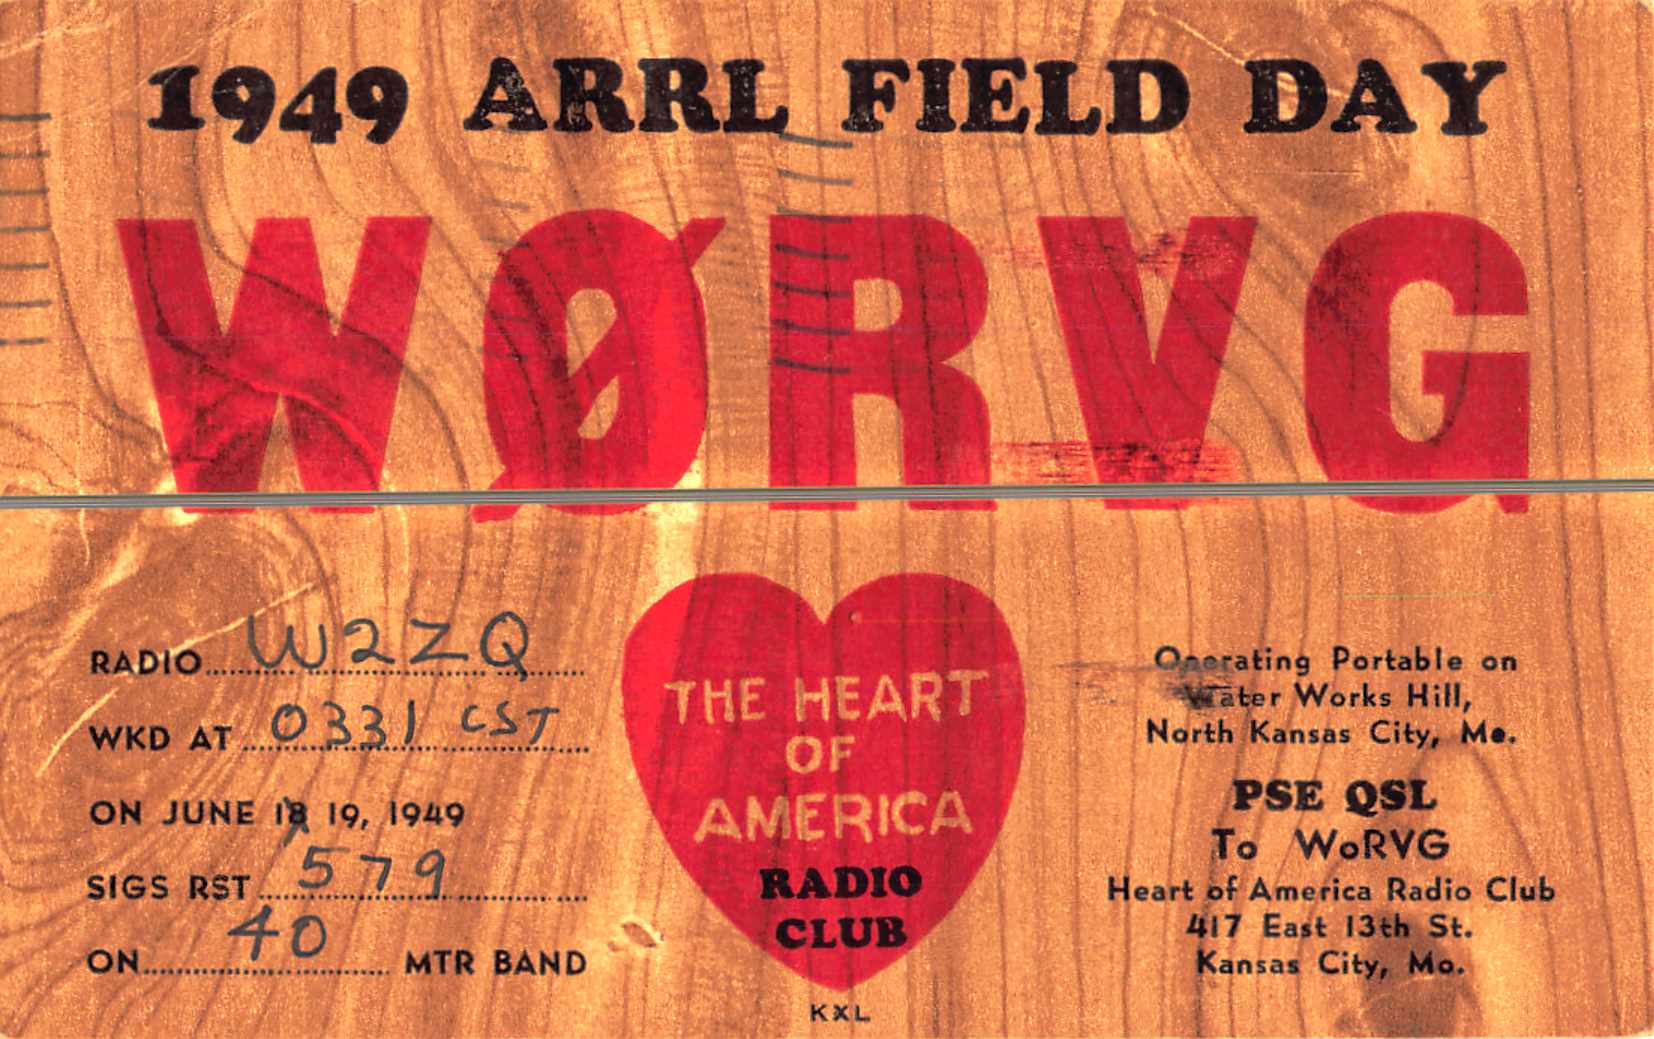 1949 ARRL FIELD DAY
WØRVG
RADIO W2ZQ
WKD AT 0331 CST
ON JUNE 18 19, 1949
SIGS RST 579
ON 40 MTR BAND
THE HEART
OF
AMERICA
RADIO
CLUB
KXL
Operating Portable on
Water Works Hill,
North Kansas City, Mo.
PSE QSL
To WoRVG
Heart of America Radio Club
417 East 13th St.
Kansas City, Mo.